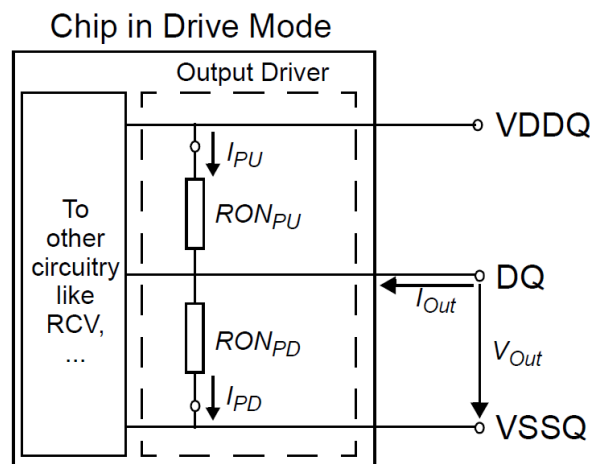 Chip in Drive Mode
Output Driver
VDDQ
IPU
To
other
circuitry
like
RCV,
...
RONPU
DQ
IOut
RONPD
VOut
IPD
VSSQ